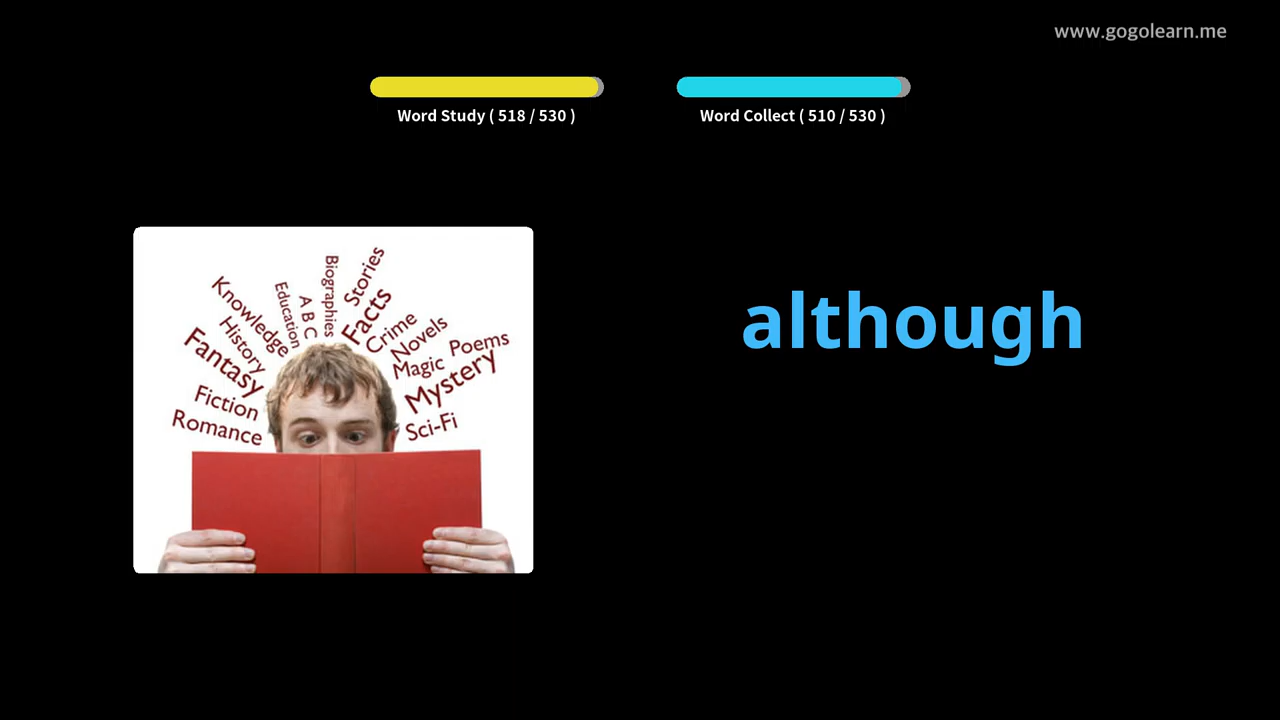 www.gogolearn.me
Word Study ( 518 / 530 )
Word Collect ( 510 / 530 )
Romance
Fiction
Fantasy
History
Knowledge
Education
A B C
Biographies
Stories
Facts
Crime
Novels
Magic
Poems
Mystery
Sci-Fi
although